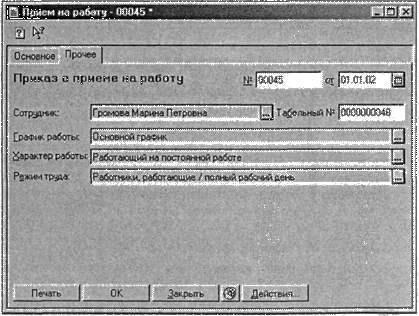 Прием на работу - 00045 *
Основное Прочее
Приказ о приеме на работу № 00045 от 01.01.02
Сотрудник: Громова Марина Петровна ... Табельный № 0000000048
График работы: Основной график ...
Характер работы: Работающий на постоянной работе ...
Режим труда: Работники, работающие / полный рабочий день ...
Печать OK Закрыть Действия...